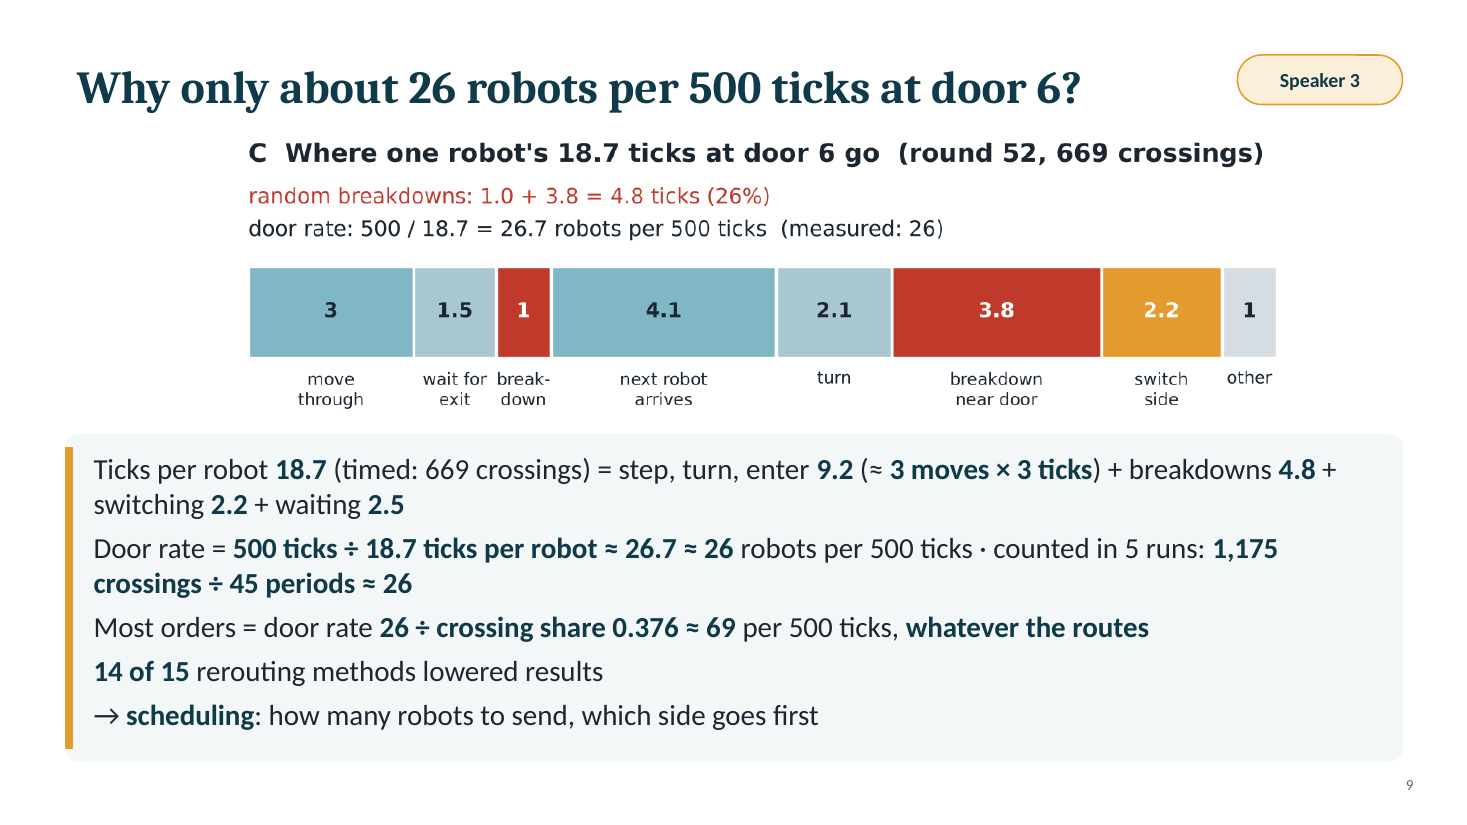 Why only about 26 robots per 500 ticks at door 6?
Speaker 3
C Where one robot's 18.7 ticks at door 6 go (round 52, 669 crossings)
random breakdowns: 1.0 + 3.8 = 4.8 ticks (26%)
door rate: 500 / 18.7 = 26.7 robots per 500 ticks (measured: 26)
3 1.5 1 4.1 2.1 3.8 2.2 1
move through
wait for exit
break-down
next robot arrives
turn
breakdown near door
switch side
other
Ticks per robot 18.7 (timed: 669 crossings) = step, turn, enter 9.2 (≈ 3 moves × 3 ticks) + breakdowns 4.8 +
switching 2.2 + waiting 2.5
Door rate = 500 ticks ÷ 18.7 ticks per robot ≈ 26.7 ≈ 26 robots per 500 ticks · counted in 5 runs: 1,175
crossings ÷ 45 periods ≈ 26
Most orders = door rate 26 ÷ crossing share 0.376 ≈ 69 per 500 ticks, whatever the routes
14 of 15 rerouting methods lowered results
→ scheduling: how many robots to send, which side goes first
9